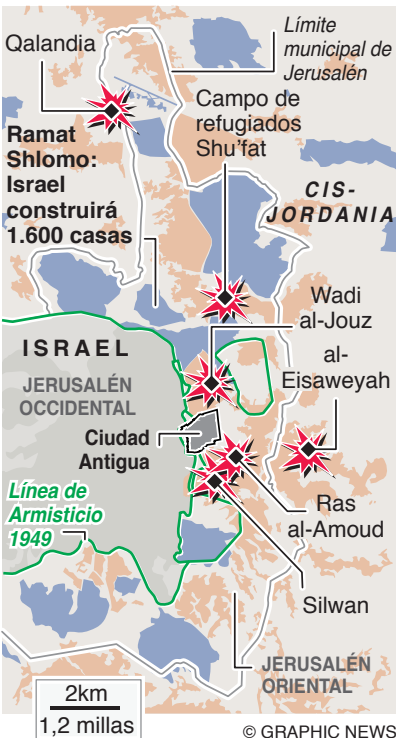 Qalandia
Límite
municipal de
Jerusalén
Campo de
refugiados
Shu'fat
Ramat
Shlomo:
Israel
construirá
1.600 casas
CIS-
JORDANIA
Wadi
al-Jouz
ISRAEL
al-
Eisaweyah
JERUSALÉN
OCCIDENTAL
Ciudad
Antigua
Línea de
Armisticio
1949
Ras
al-Amoud
Silwan
JERUSALÉN
ORIENTAL
2km
1,2 millas
© GRAPHIC NEWS